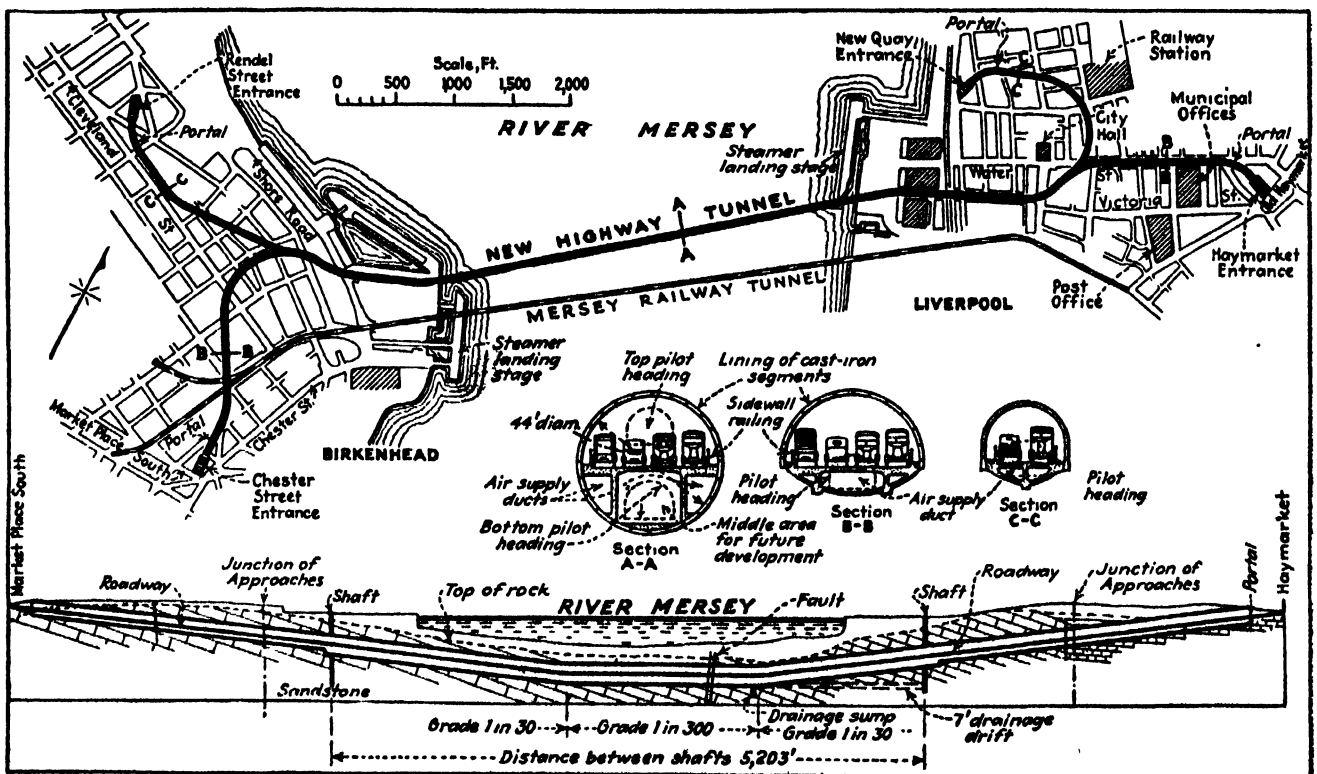 Rendel
Street
Entrance
Portal
Cleveland
St.
C
C
Shore Road
Scale, Ft.
0 500 1000 1,500 2,000
RIVER MERSEY
New Quay
Entrance
Portal
C
C
Railway
Station
City
Hall
Municipal
Offices
Portal
Steamer
landing stage
Water
St.
B
B
Victoria
St.
Old Haymarket
Haymarket
Entrance
Post
Office
LIVERPOOL
NEW HIGHWAY TUNNEL
A
A
MERSEY RAILWAY TUNNEL
B
B
Steamer
landing
stage
Market Place
South
Portal
Chester St.
BIRKENHEAD
Chester
Street
Entrance
Top pilot
heading
Lining of cast-iron
segments
44' diam.
Sidewall
railing
Air supply
ducts
Bottom pilot
heading
Section
A-A
Middle area
for future
development
Pilot
heading
Air supply
duct
Section
B-B
Section
C-C
Pilot
heading
Market Place South
Roadway
Junction of
Approaches
Shaft
Top of rock
RIVER MERSEY
Fault
Shaft
Roadway
Junction of
Approaches
Portal
Haymarket
Sandstone
Grade 1 in 30
Grade 1 in 300
Drainage sump
Grade 1 in 30
7' drainage
drift
Distance between shafts 5,203'